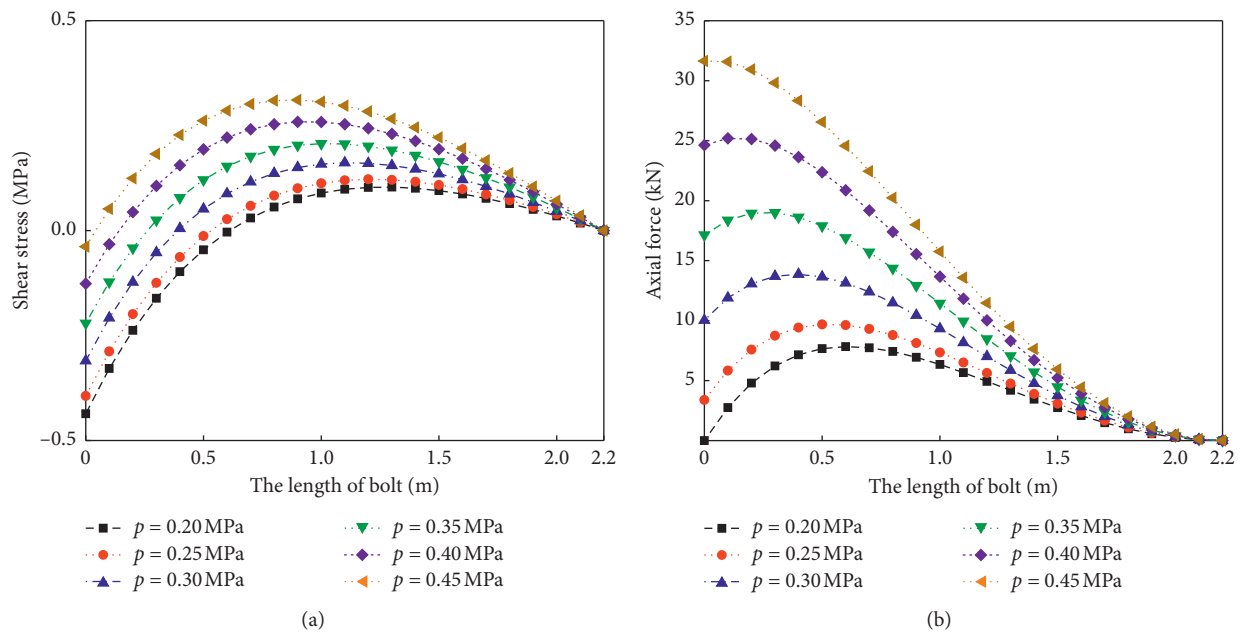 0.5
0.0
−0.5
Shear stress (MPa)
0
0.5
1.0
1.5
2.0
2.2
The length of bolt (m)
p = 0.20 MPa
p = 0.25 MPa
p = 0.30 MPa
p = 0.35 MPa
p = 0.40 MPa
p = 0.45 MPa
(a)
35
30
25
20
15
10
5
Axial force (kN)
0
0.5
1.0
1.5
2.0
2.2
The length of bolt (m)
p = 0.20 MPa
p = 0.25 MPa
p = 0.30 MPa
p = 0.35 MPa
p = 0.40 MPa
p = 0.45 MPa
(b)